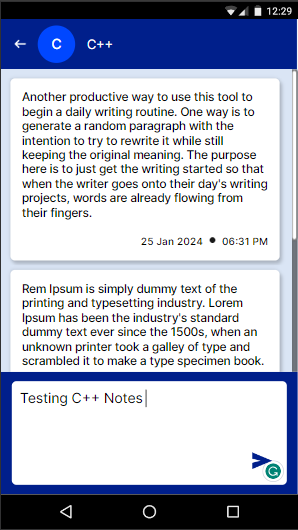 12:29
C C++
Another productive way to use this tool to
begin a daily writing routine. One way is to
generate a random paragraph with the
intention to try to rewrite it while still
keeping the original meaning. The purpose
here is to just get the writing started so that
when the writer goes onto their day's writing
projects, words are already flowing from
their fingers.
25 Jan 2024 ● 06:31 PM
Rem Ipsum is simply dummy text of the
printing and typesetting industry. Lorem
Ipsum has been the industry's standard
dummy text ever since the 1500s, when an
unknown printer took a galley of type and
scrambled it to make a type specimen book.
Testing C++ Notes